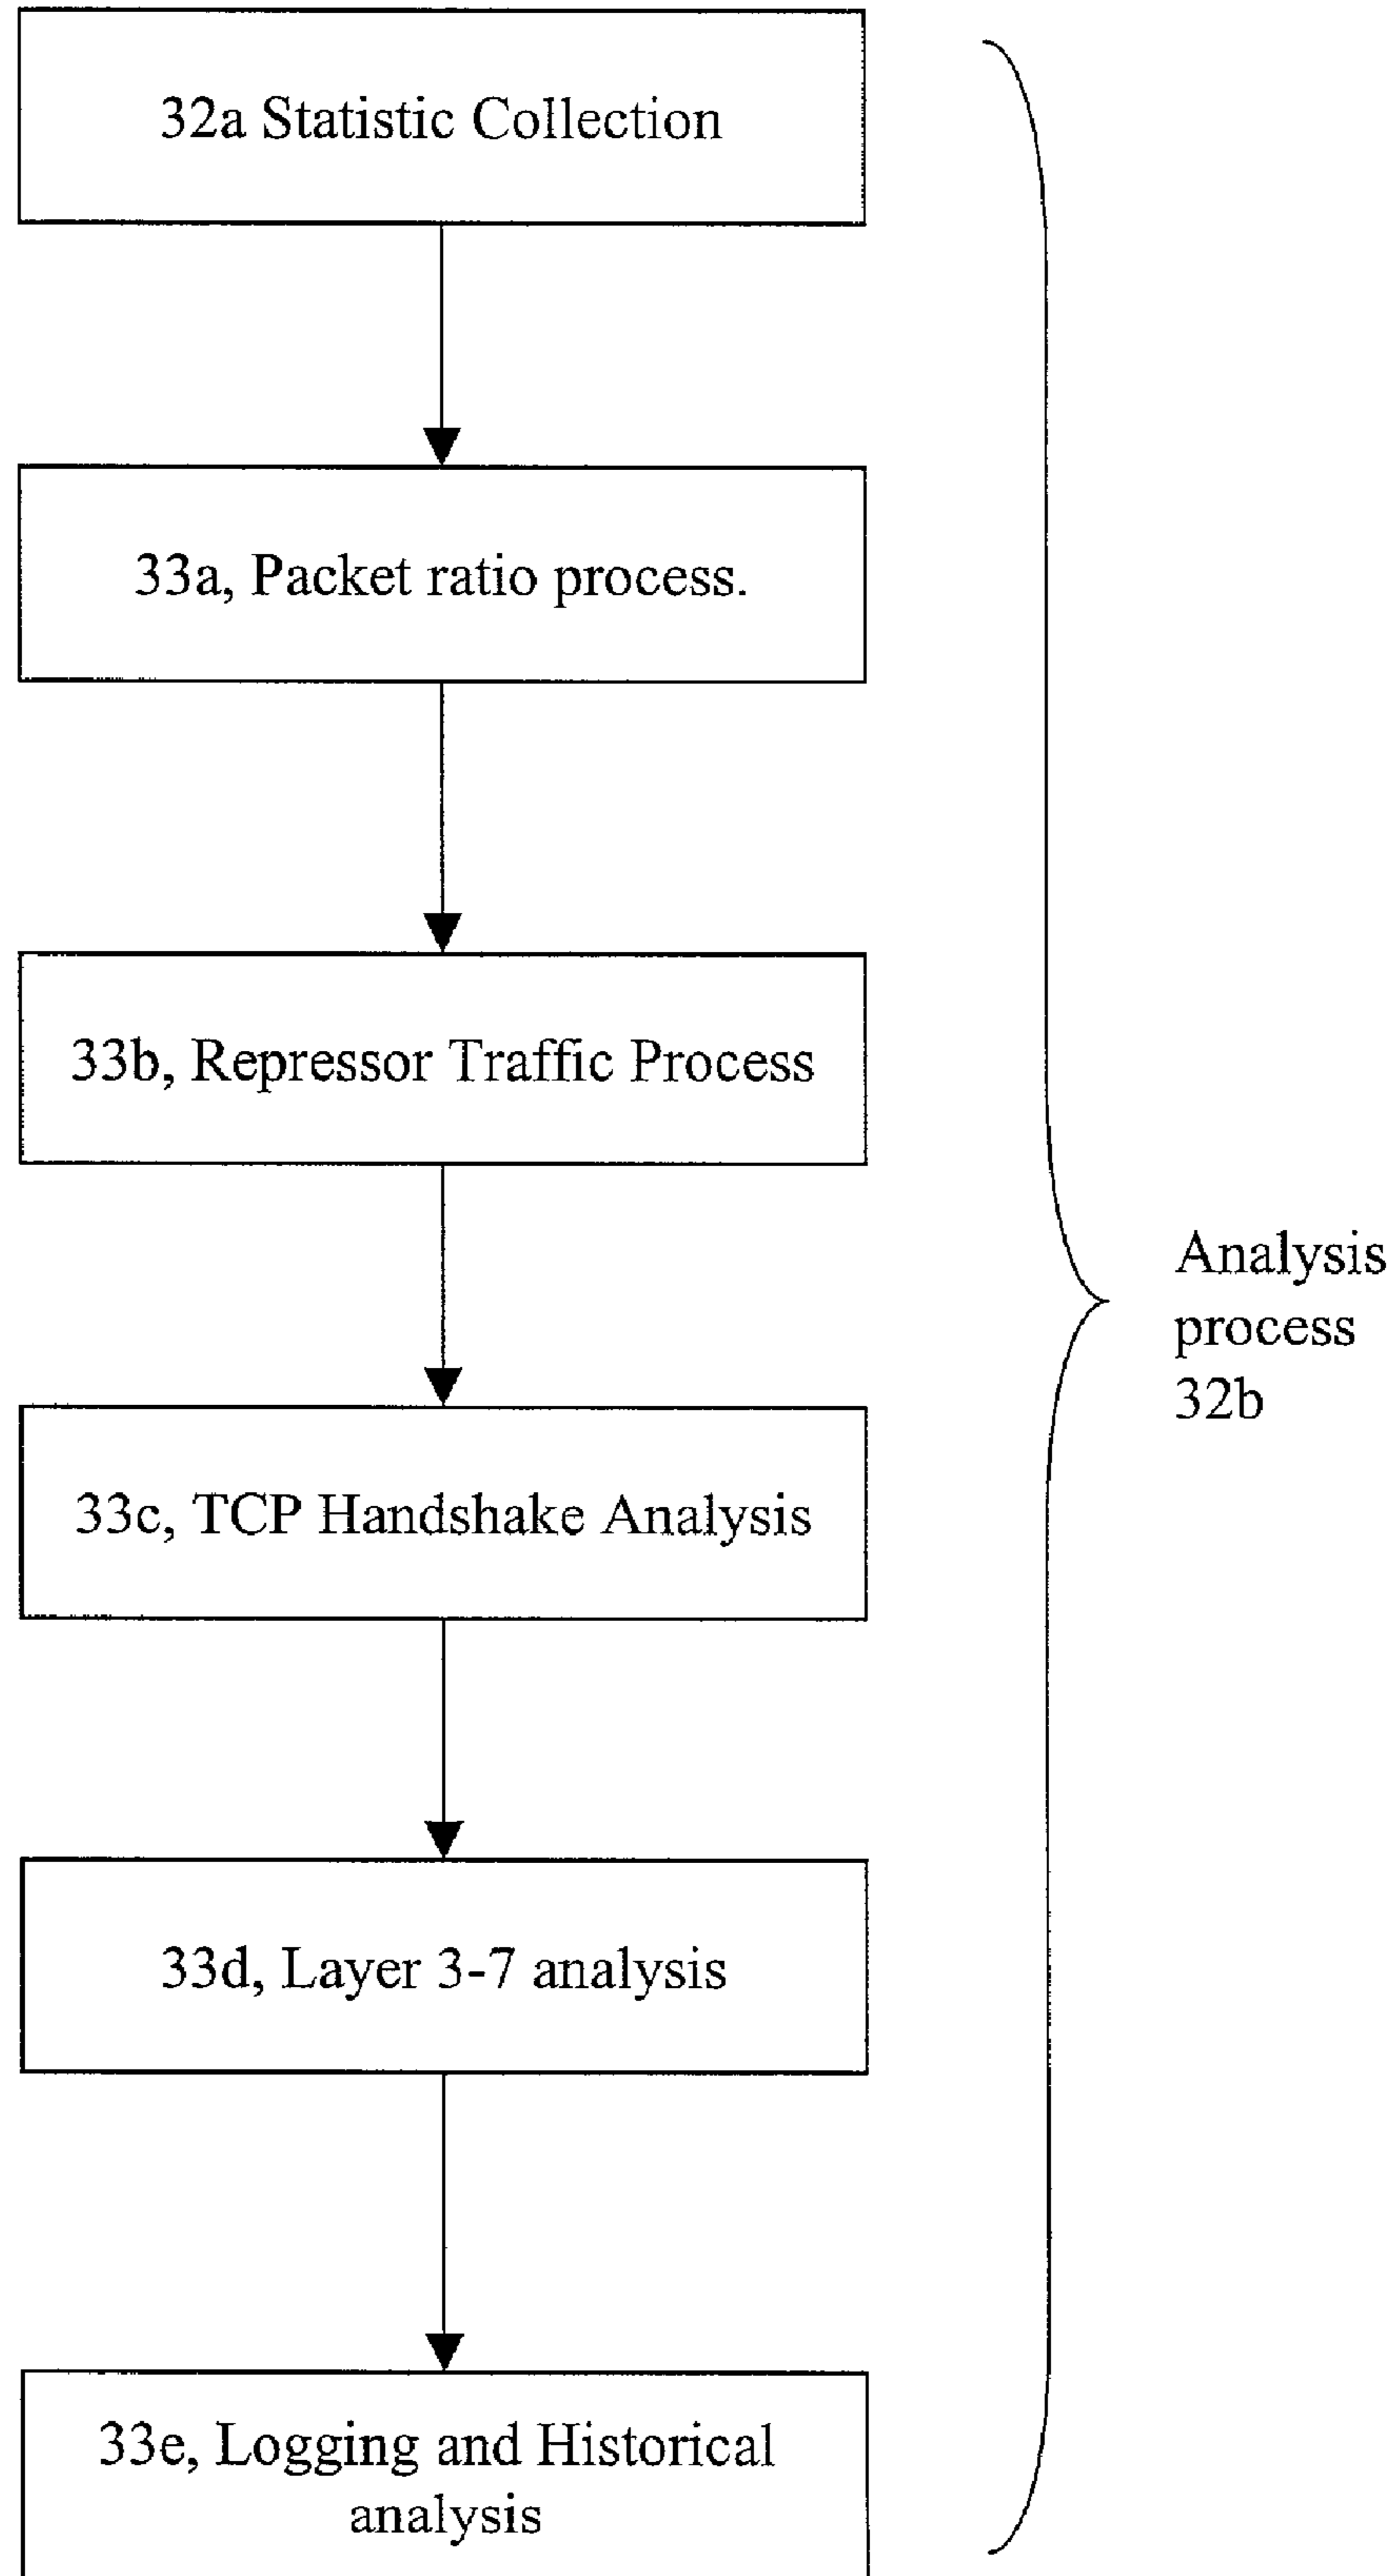 32a Statistic Collection
33a, Packet ratio process.
33b, Repressor Traffic Process
33c, TCP Handshake Analysis
33d, Layer 3-7 analysis
33e, Logging and Historical
analysis
Analysis
process
32b